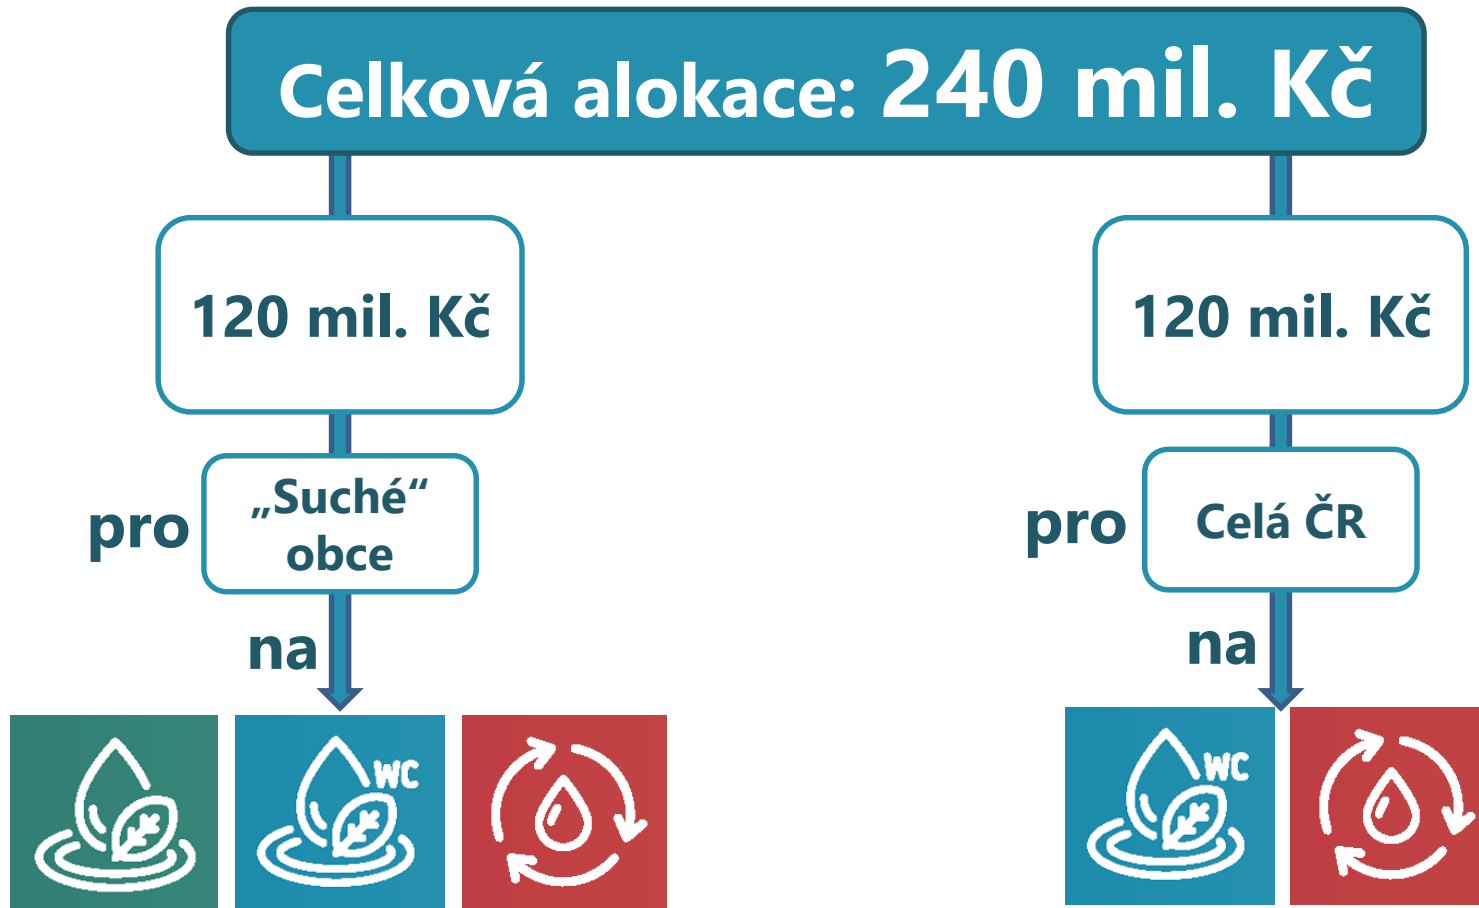 Celková alokace: 240 mil. Kč
120 mil. Kč
pro
„Suché“
obce
na
WC
120 mil. Kč
pro
Celá ČR
na
WC